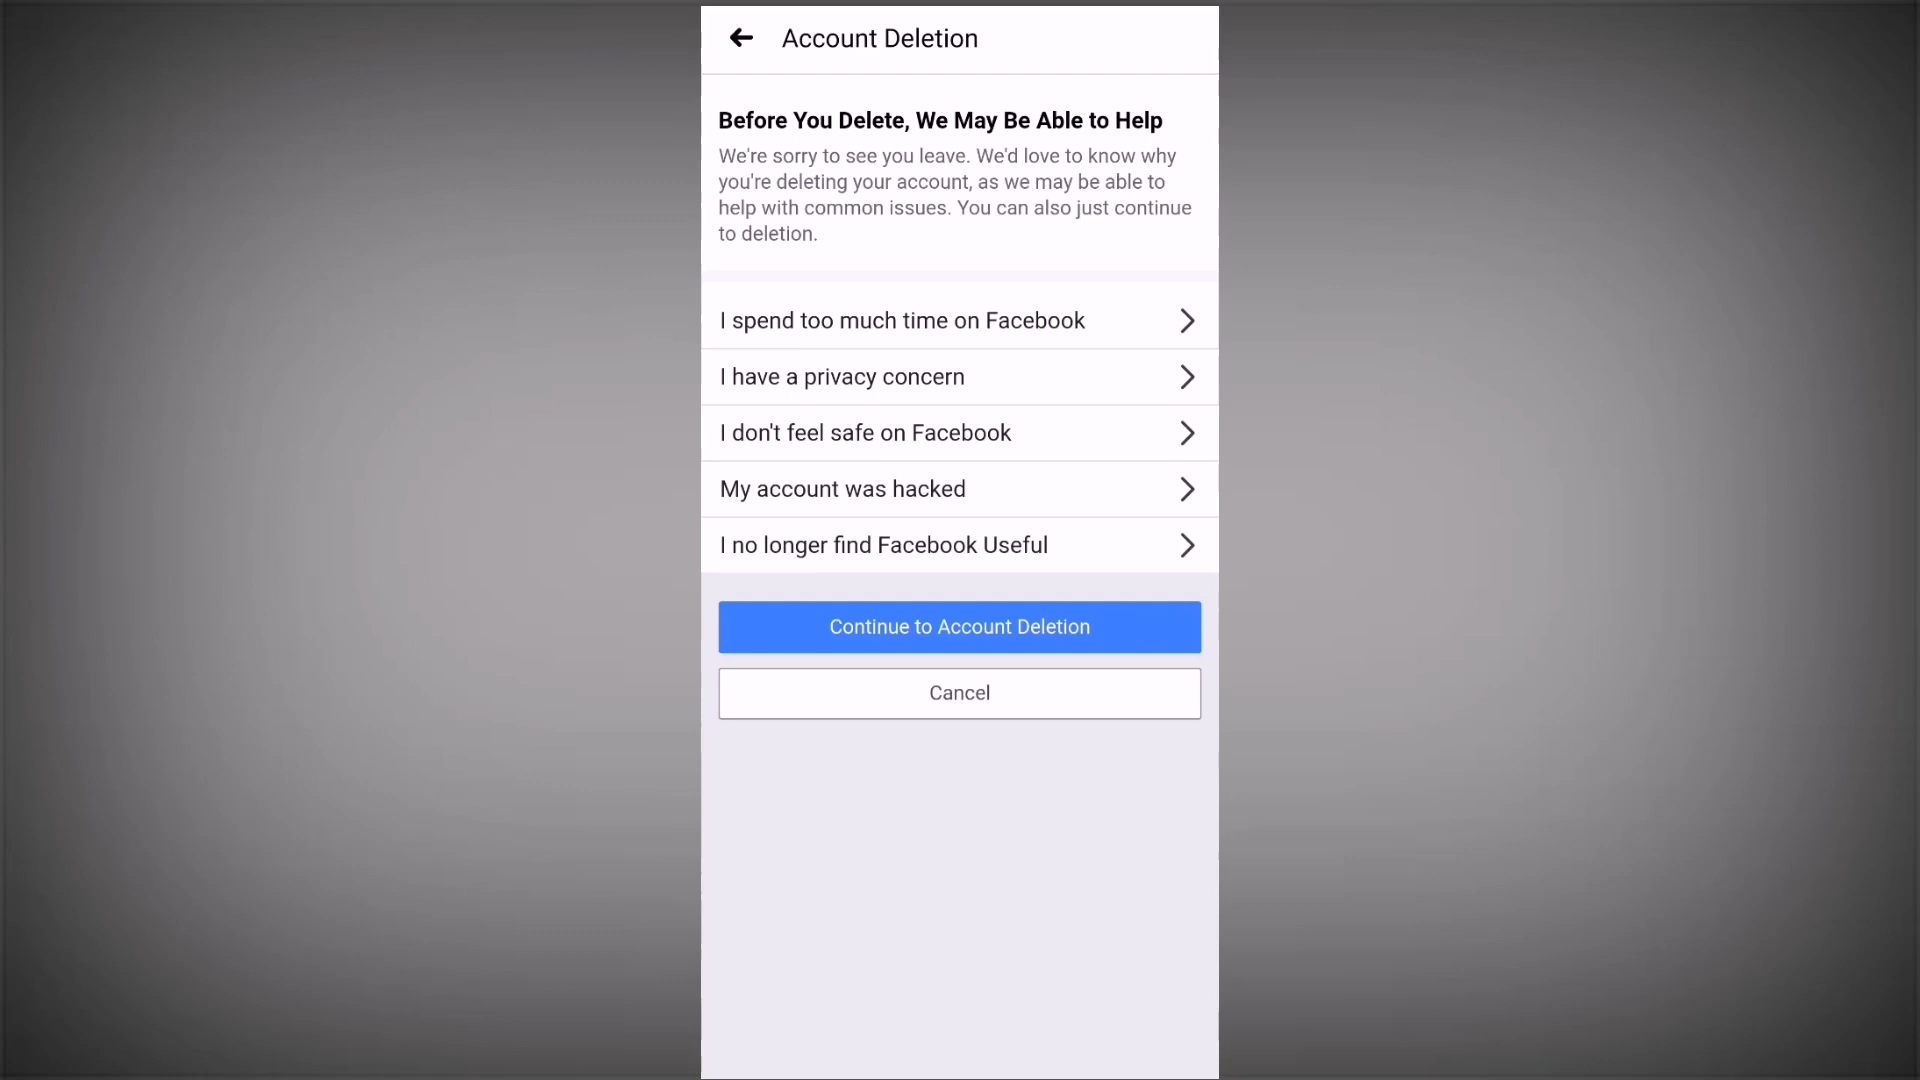 Account Deletion
Before You Delete, We May Be Able to Help
We're sorry to see you leave. We'd love to know why
you're deleting your account, as we may be able to
help with common issues. You can also just continue
to deletion.
I spend too much time on Facebook
I have a privacy concern
I don't feel safe on Facebook
My account was hacked
I no longer find Facebook Useful
Continue to Account Deletion
Cancel